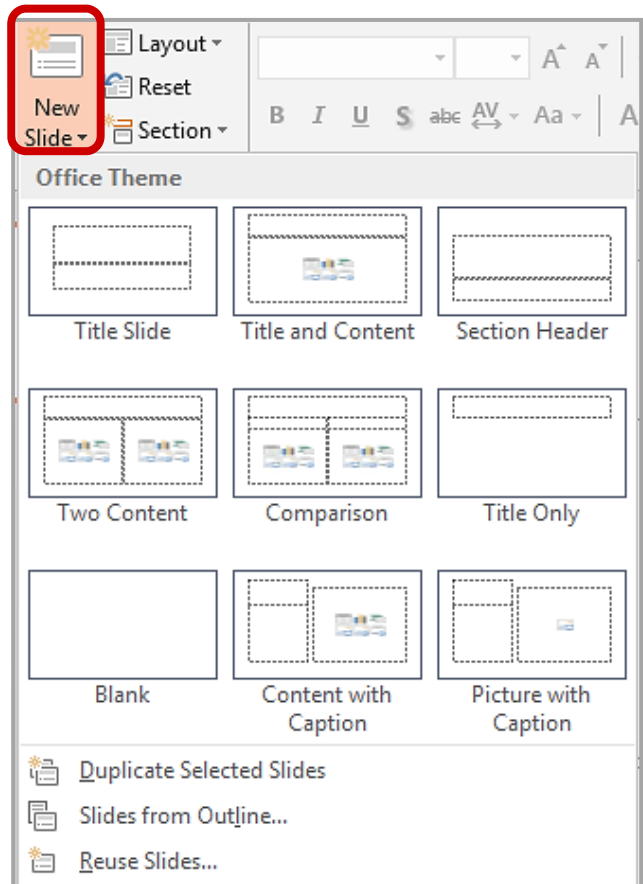 New
Slide
Layout
Reset
Section
A A
B I U S abc AV Aa A
Office Theme
Title Slide
Title and Content
Section Header
Two Content
Comparison
Title Only
Blank
Content with
Caption
Picture with
Caption
Duplicate Selected Slides
Slides from Outline...
Reuse Slides...